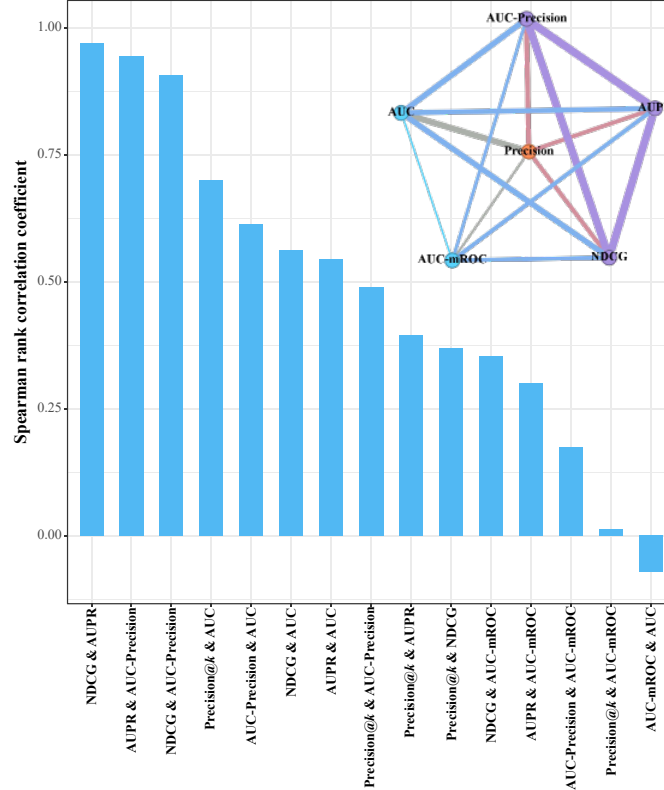 Spearman rank correlation coefficient
1.00
0.75
0.50
0.25
0.00
AUC-Precision
AUC
AUP
Precision
AUC-mROC
NDCG
NDCG & AUPR
AUPR & AUC-Precision
NDCG & AUC-Precision
Precision@k & AUC
AUC-Precision & AUC
NDCG & AUC
AUPR & AUC
Precision@k & AUC-Precision
Precision@k & AUPR
Precision@k & NDCG
NDCG & AUC-mROC
AUPR & AUC-mROC
AUC-Precision & AUC-mROC
Precision@k & AUC-mROC
AUC-mROC & AUC